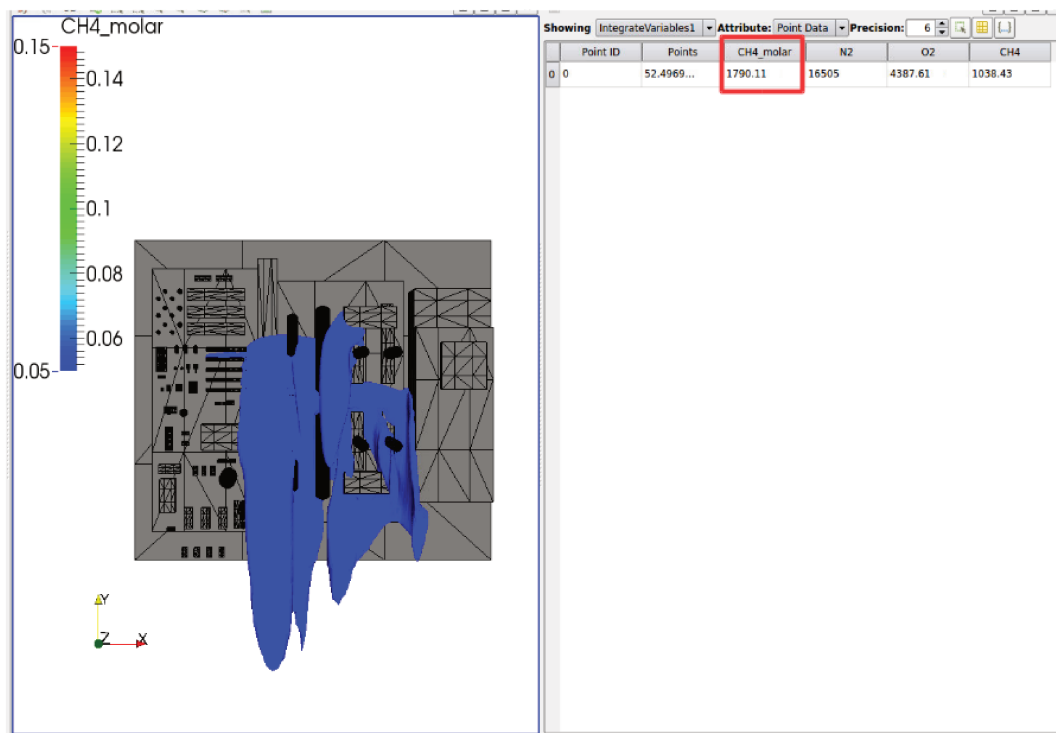 CH4_molar
0.15
0.14
0.12
0.1
0.08
0.06
0.05
Y
Z X
Showing IntegrateVariables1 Attribute: Point Data Precision: 6
Point ID Points CH4_molar N2 O2 CH4
0 0 52.4969... 1790.11 16505 4387.61 1038.43